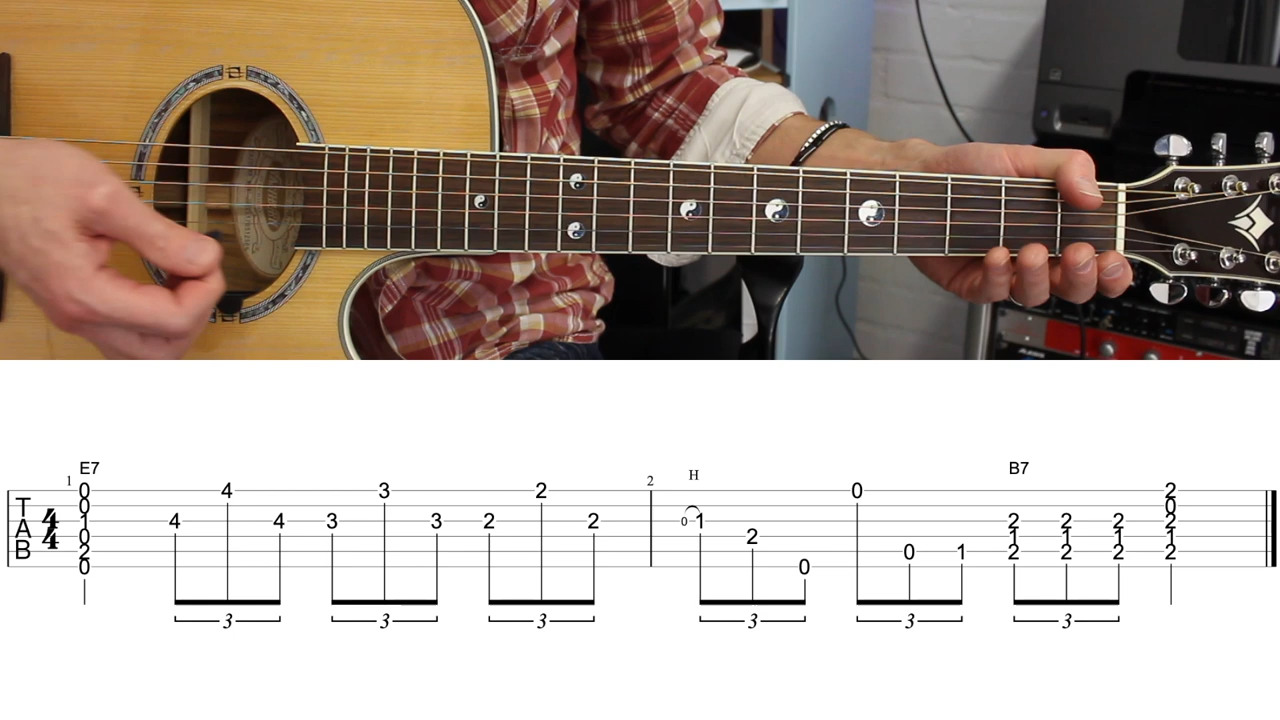 E7 B7
1 2 H
0 4 3 2 0 2
0 0
1 4 4 3 3 2 2 0 1 2 2 2 2
0 2 1 1 1 1
2 0 1 2 2 2 2
0 0
T
A
B
4
4
3 3 3 3 3 3